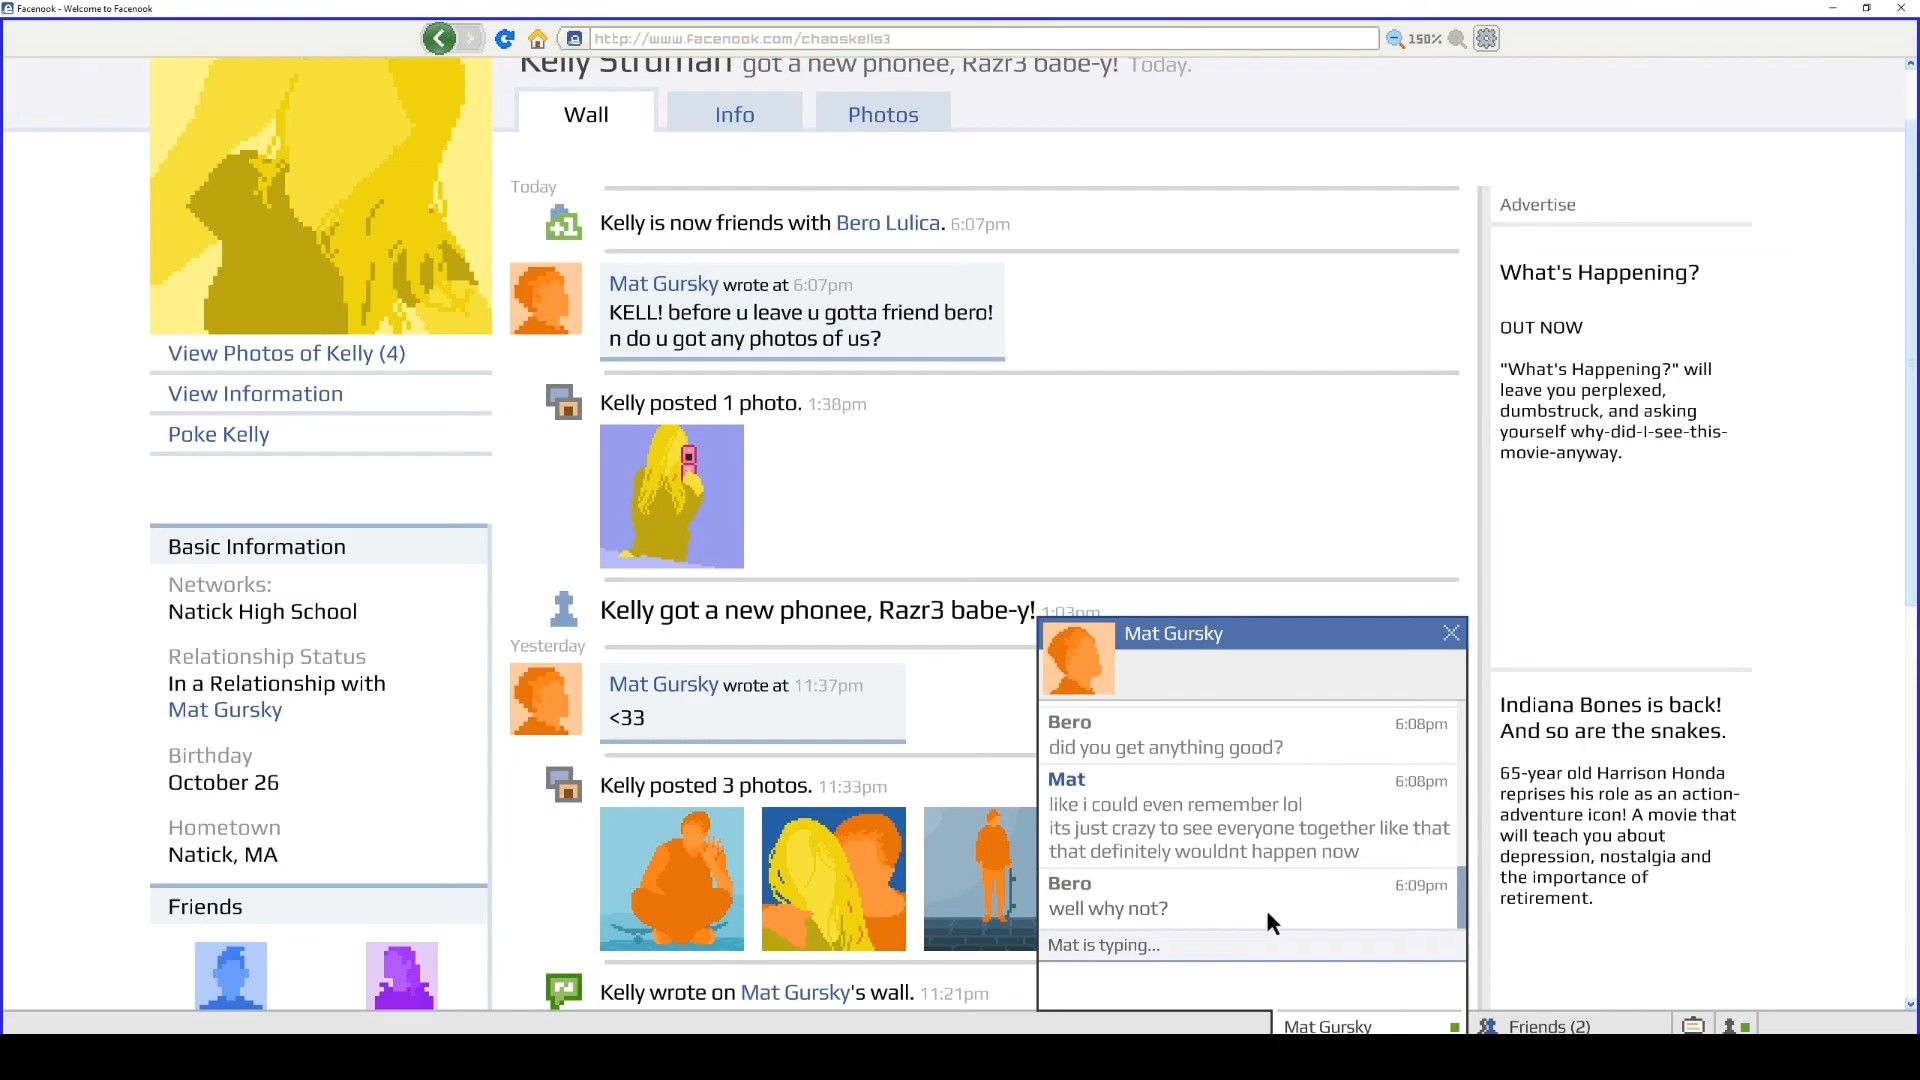 Facenook - Welcome to Facenook
http://www.Facenook.com/chaoskells3
150%
Kelly Struman got a new phonee, Razr3 babe-y! Today.
Wall
Info
Photos
View Photos of Kelly (4)
View Information
Poke Kelly
Basic Information
Networks:
Natick High School
Relationship Status
In a Relationship with
Mat Gursky
Birthday
October 26
Hometown
Natick, MA
Friends
Today
+1
Kelly is now friends with Bero Lulica. 6:07pm
Mat Gursky wrote at 6:07pm
KELL! before u leave u gotta friend bero!
n do u got any photos of us?
Kelly posted 1 photo. 1:38pm
Kelly got a new phonee, Razr3 babe-y! 1:03pm
Yesterday
Mat Gursky wrote at 11:37pm
<33
Kelly posted 3 photos. 11:33pm
Kelly wrote on Mat Gursky's wall. 11:21pm
Mat Gursky
Bero 6:08pm
did you get anything good?
Mat 6:08pm
like i could even remember lol
its just crazy to see everyone together like that
that definitely wouldnt happen now
Bero 6:09pm
well why not?
Mat is typing...
Mat Gursky
Friends (2)
Advertise
What's Happening?
OUT NOW
"What's Happening?" will
leave you perplexed,
dumbstruck, and asking
yourself why-did-I-see-this-
movie-anyway.
Indiana Bones is back!
And so are the snakes.
65-year old Harrison Honda
reprises his role as an action-
adventure icon! A movie that
will teach you about
depression, nostalgia and
the importance of
retirement.